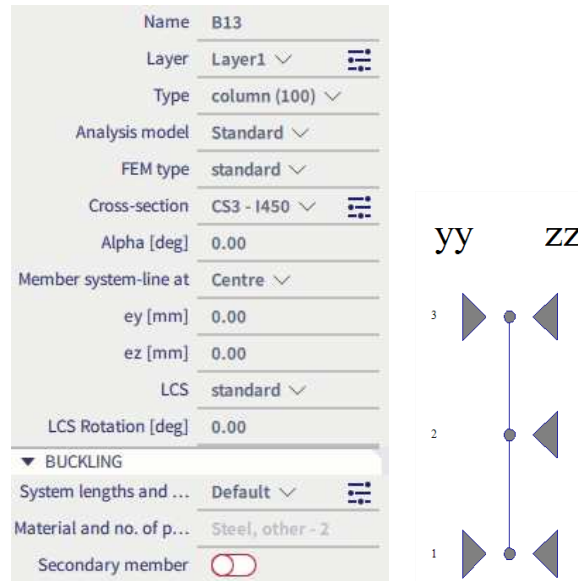 Name B13
Layer Layer1
Type column (100)
Analysis model Standard
FEM type standard
Cross-section CS3 - I450
Alpha [deg] 0.00
Member system-line at Centre
ey [mm] 0.00
ez [mm] 0.00
LCS standard
LCS Rotation [deg] 0.00
BUCKLING
System lengths and ... Default
Material and no. of p... Steel, other - 2
Secondary member
yy zz
3
2
1